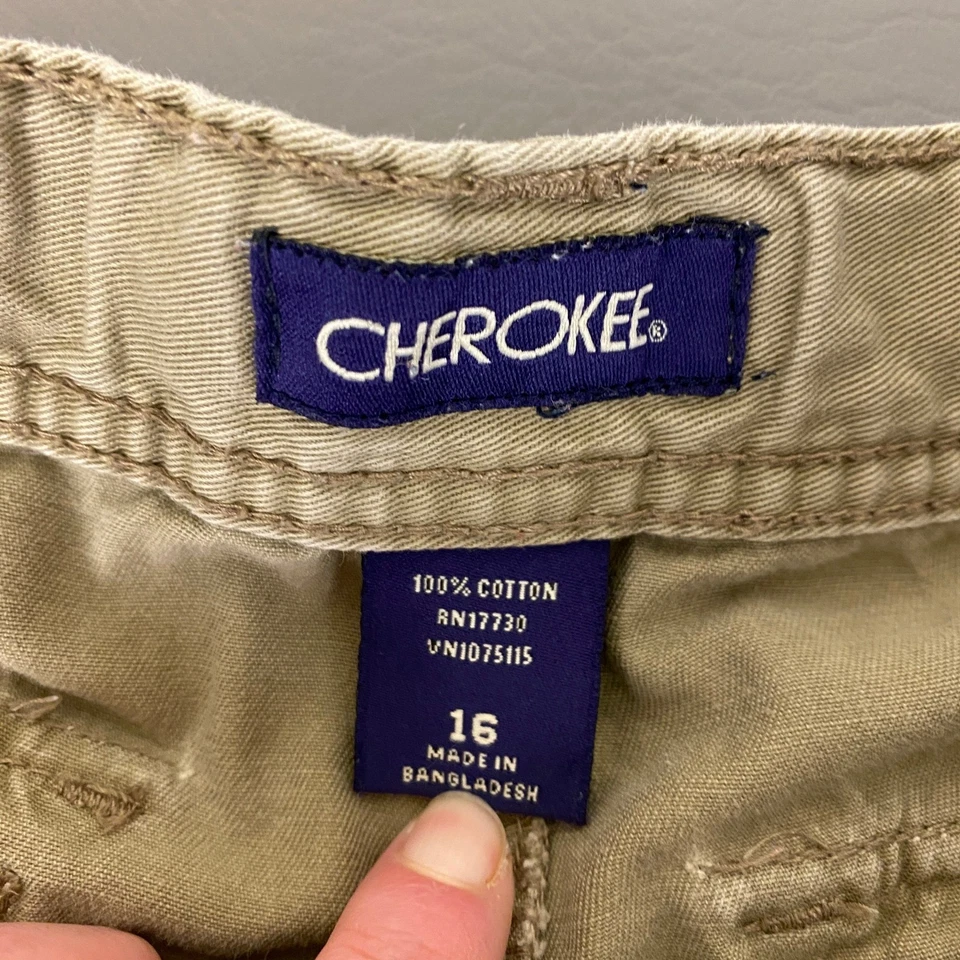 CHEROKEE®
100% COTTON
RN17730
VN1075115
16
MADE IN
BANGLADESH